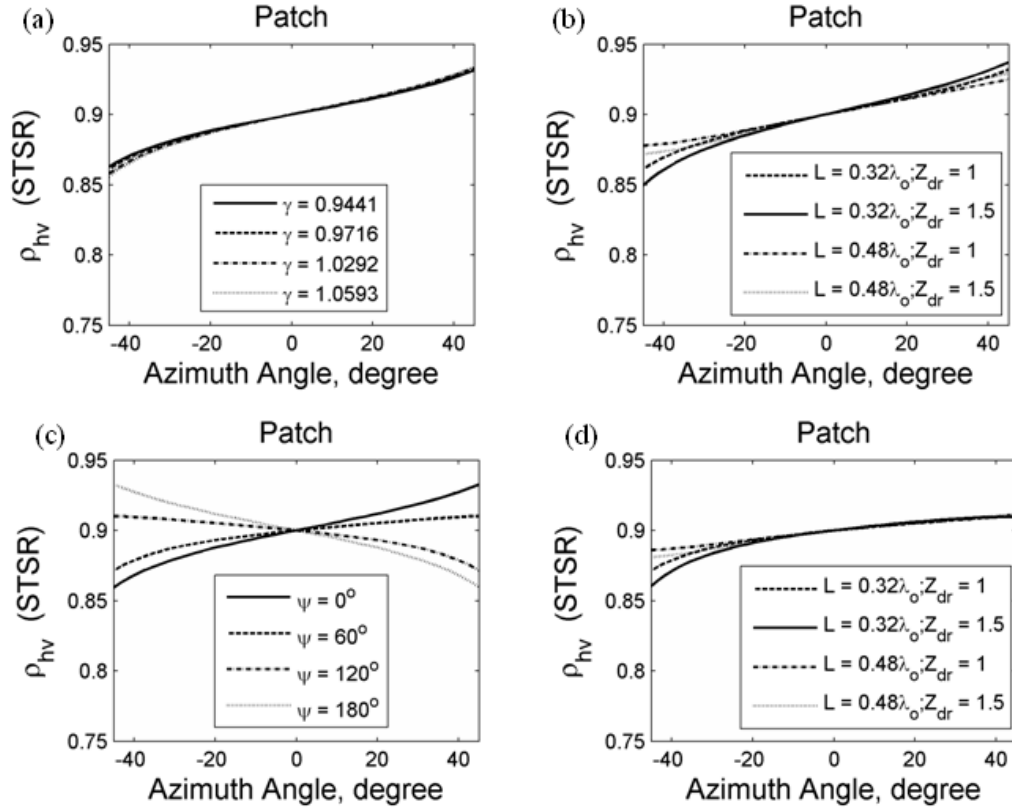 (a)
Patch
0.95
0.9
0.85
0.8
0.75
ρhv (STSR)
γ = 0.9441
γ = 0.9716
γ = 1.0292
γ = 1.0593
-40 -20 0 20 40
Azimuth Angle, degree
(b)
Patch
0.95
0.9
0.85
0.8
0.75
ρhv (STSR)
L = 0.32λo;Zdr = 1
L = 0.32λo;Zdr = 1.5
L = 0.48λo;Zdr = 1
L = 0.48λo;Zdr = 1.5
-40 -20 0 20 40
Azimuth Angle, degree
(c)
Patch
0.95
0.9
0.85
0.8
0.75
ρhv (STSR)
ψ = 0o
ψ = 60o
ψ = 120o
ψ = 180o
-40 -20 0 20 40
Azimuth Angle, degree
(d)
Patch
0.95
0.9
0.85
0.8
0.75
ρhv (STSR)
L = 0.32λo;Zdr = 1
L = 0.32λo;Zdr = 1.5
L = 0.48λo;Zdr = 1
L = 0.48λo;Zdr = 1.5
-40 -20 0 20 40
Azimuth Angle, degree